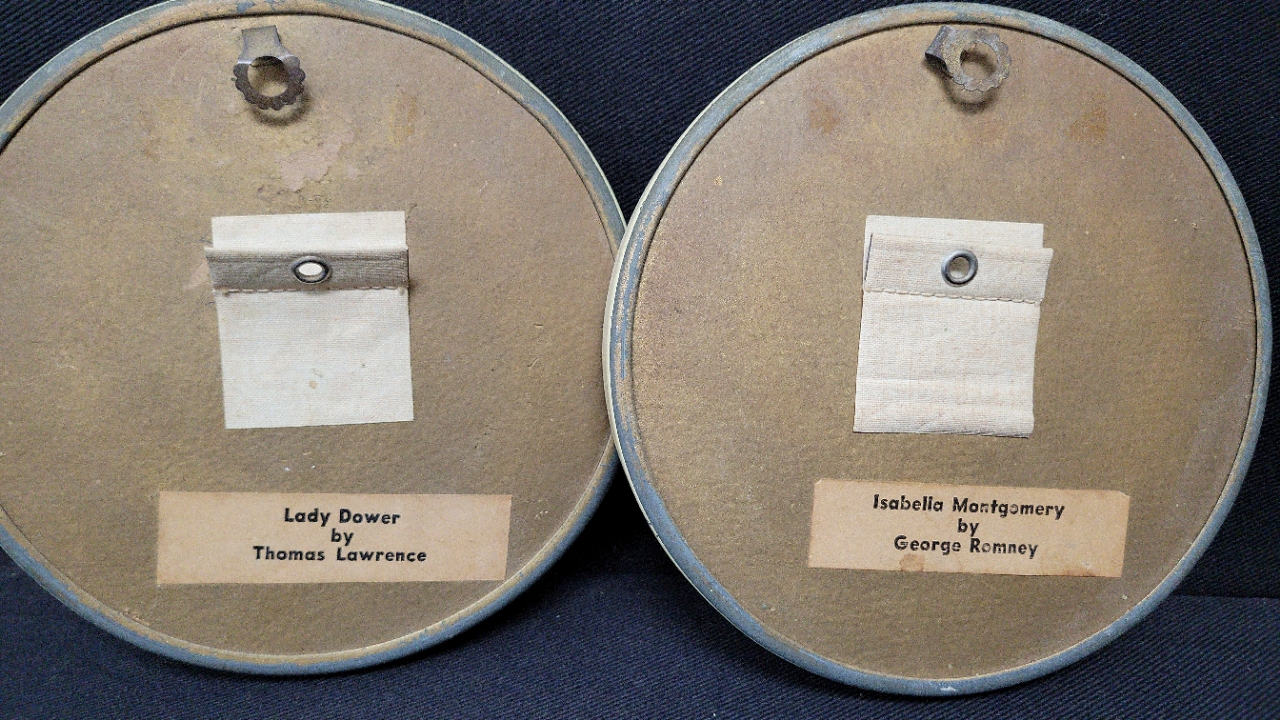 Lady Dower
by
Thomas Lawrence
Isabella Montgomery
by
George Romney